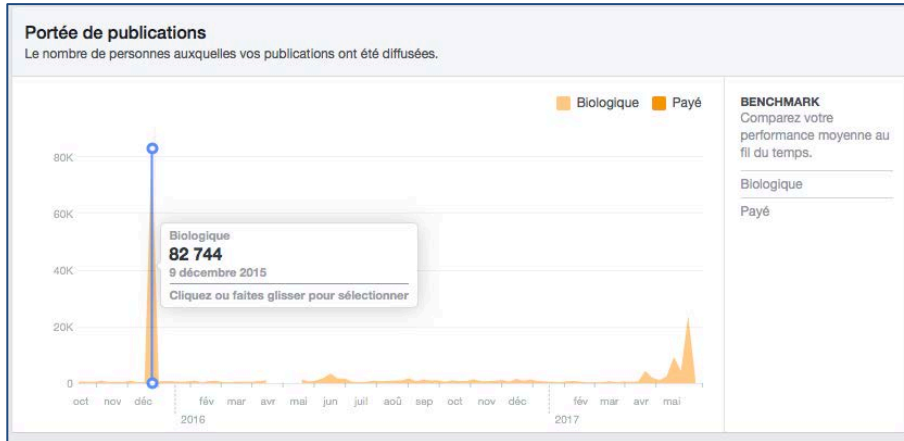 Portée de publications
Le nombre de personnes auxquelles vos publications ont été diffusées.
Biologique Payé
BENCHMARK
Comparez votre
performance moyenne au
fil du temps.
Biologique
Payé
80K
60K
40K
20K
0
Biologique
82 744
9 décembre 2015
Cliquez ou faites glisser pour sélectionner
oct nov déc fév mar avr mai jun juil aoû sep oct nov déc fév mar avr mai
2016 2017